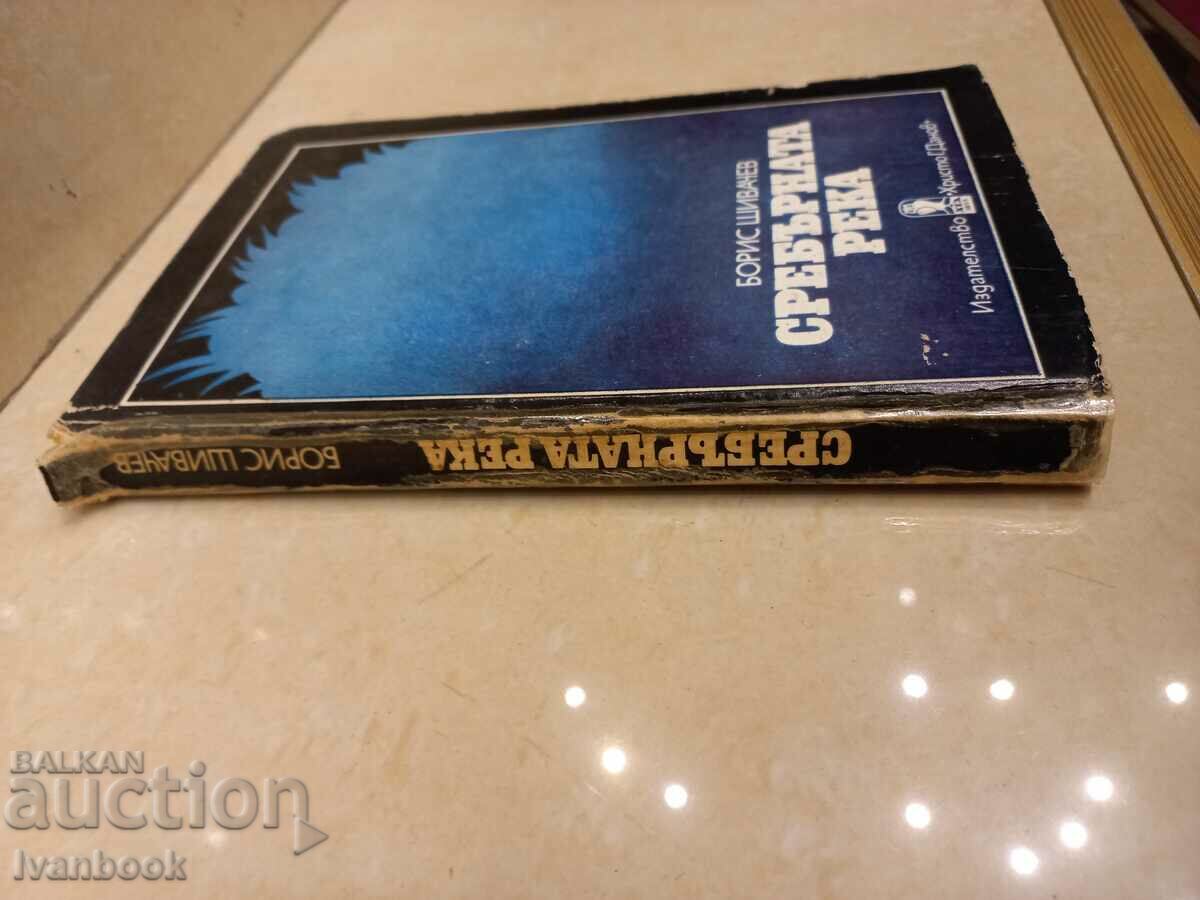 БОРИС ШИВАЧЕВ
СРЕБЪРНАТА
РЕКА
Издателство «Христо Г. Данов»
БОРИС ШИВАЧЕВ СРЕБЪРНАТА РЕКА
BALKAN
auction
Ivanbook